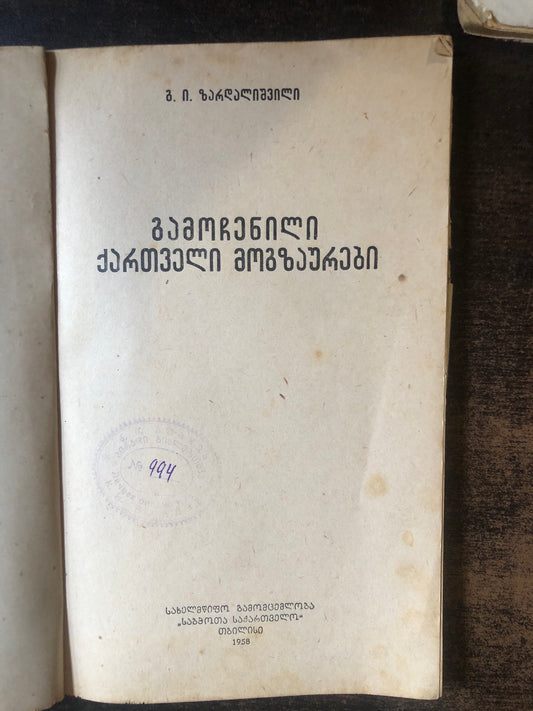 გ. ი. ზარდალიშვილი
გამოჩენილი
ქართველი მოგზაურები
№ 994
სახელმწიფო გამომცემლობა
„საბჭოთა საქართველო“
თბილისი
1958